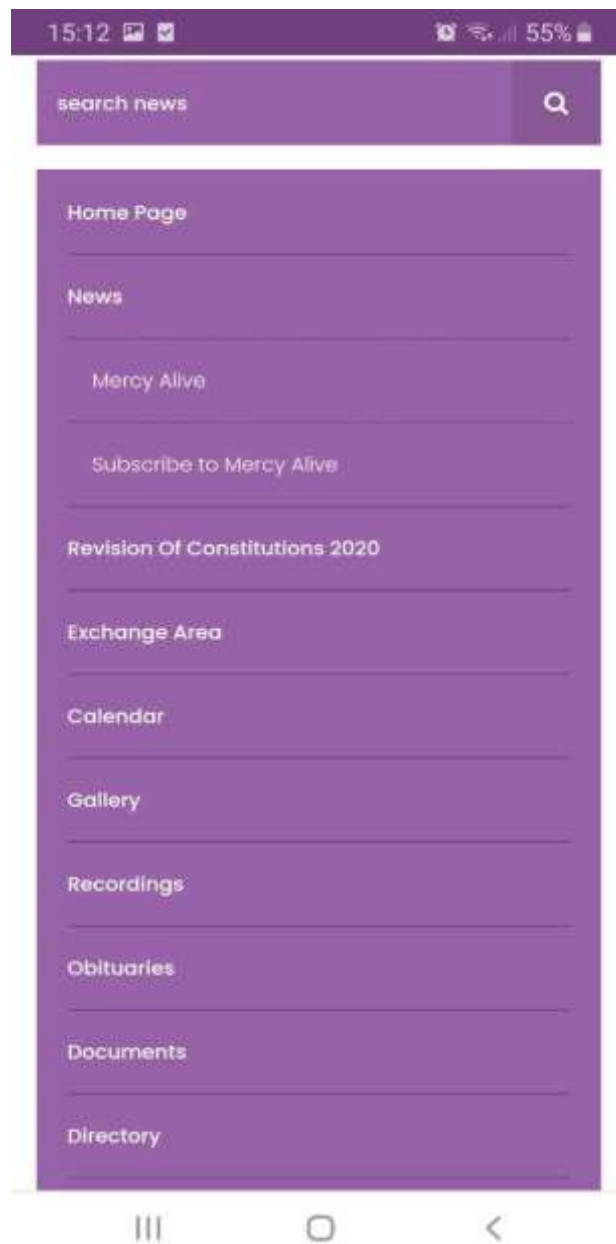 15:12 55%
search news
Home Page
News
Mercy Alive
Subscribe to Mercy Alive
Revision Of Constitutions 2020
Exchange Area
Calendar
Gallery
Recordings
Obituaries
Documents
Directory